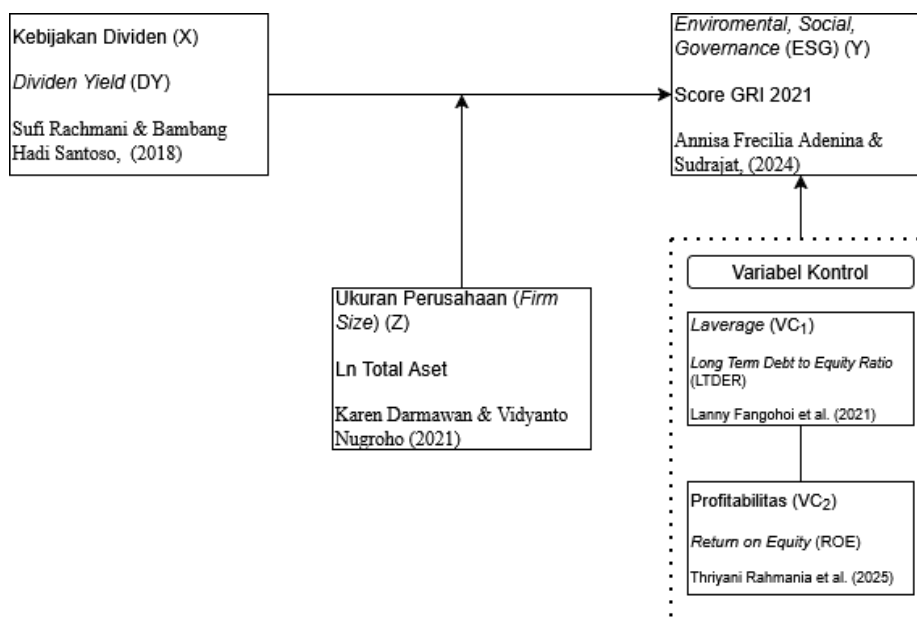 Kebijakan Dividen (X)
Dividen Yield (DY)
Sufi Rachmani & Bambang
Hadi Santoso, (2018)
Enviromental, Social,
Governance (ESG) (Y)
Score GRI 2021
Annisa Frecilia Adenina &
Sudrajat, (2024)
Ukuran Perusahaan (Firm
Size) (Z)
Ln Total Aset
Karen Darmawan & Vidyanto
Nugroho (2021)
Variabel Kontrol
Laverage (VC1)
Long Term Debt to Equity Ratio
(LTDER)
Lanny Fangohoi et al. (2021)
Profitabilitas (VC2)
Return on Equity (ROE)
Thriyani Rahmania et al. (2025)